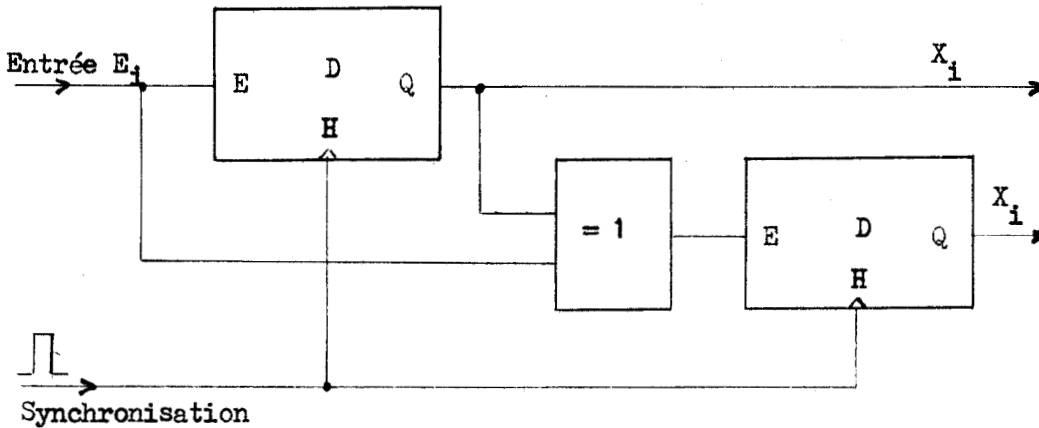 Entrée E_i
E D Q
H
X_i
= 1
E D Q
H
X_i
Synchronisation